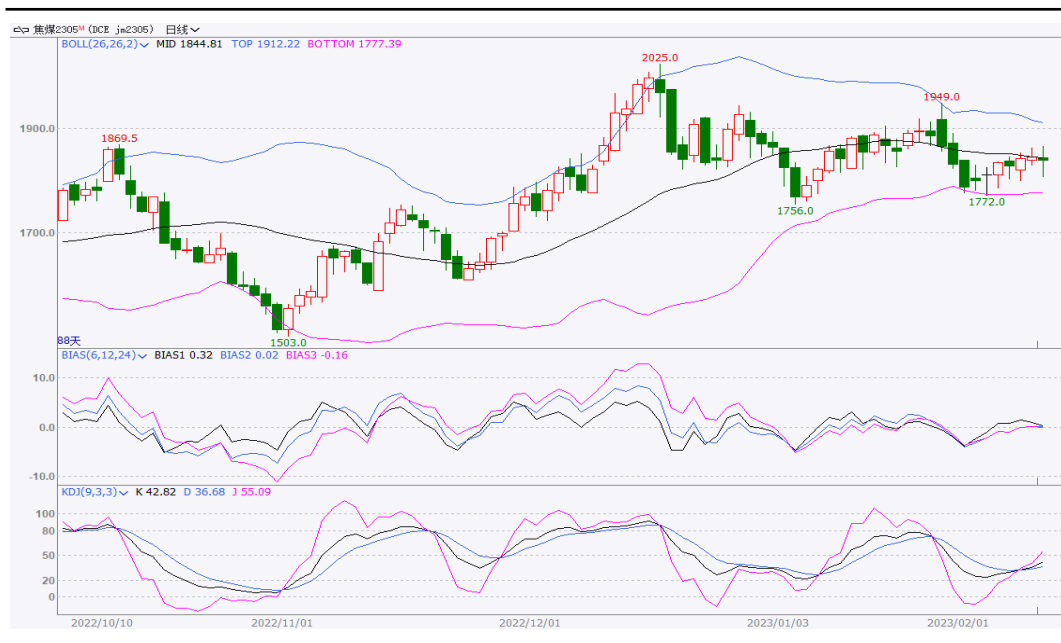 焦煤2305ᴹ (DCE jm2305) 日线
BOLL(26,26,2) MID 1844.81 TOP 1912.22 BOTTOM 1777.39
2025.0
1949.0
1900.0
1869.5
1756.0
1772.0
1700.0
1503.0
88天
BIAS(6,12,24) BIAS1 0.32 BIAS2 0.02 BIAS3 -0.16
10.0
0.0
-10.0
KDJ(9,3,3) K 42.82 D 36.68 J 55.09
100
80
50
20
0
2022/10/10 2022/11/01 2022/12/01 2023/01/03 2023/02/01